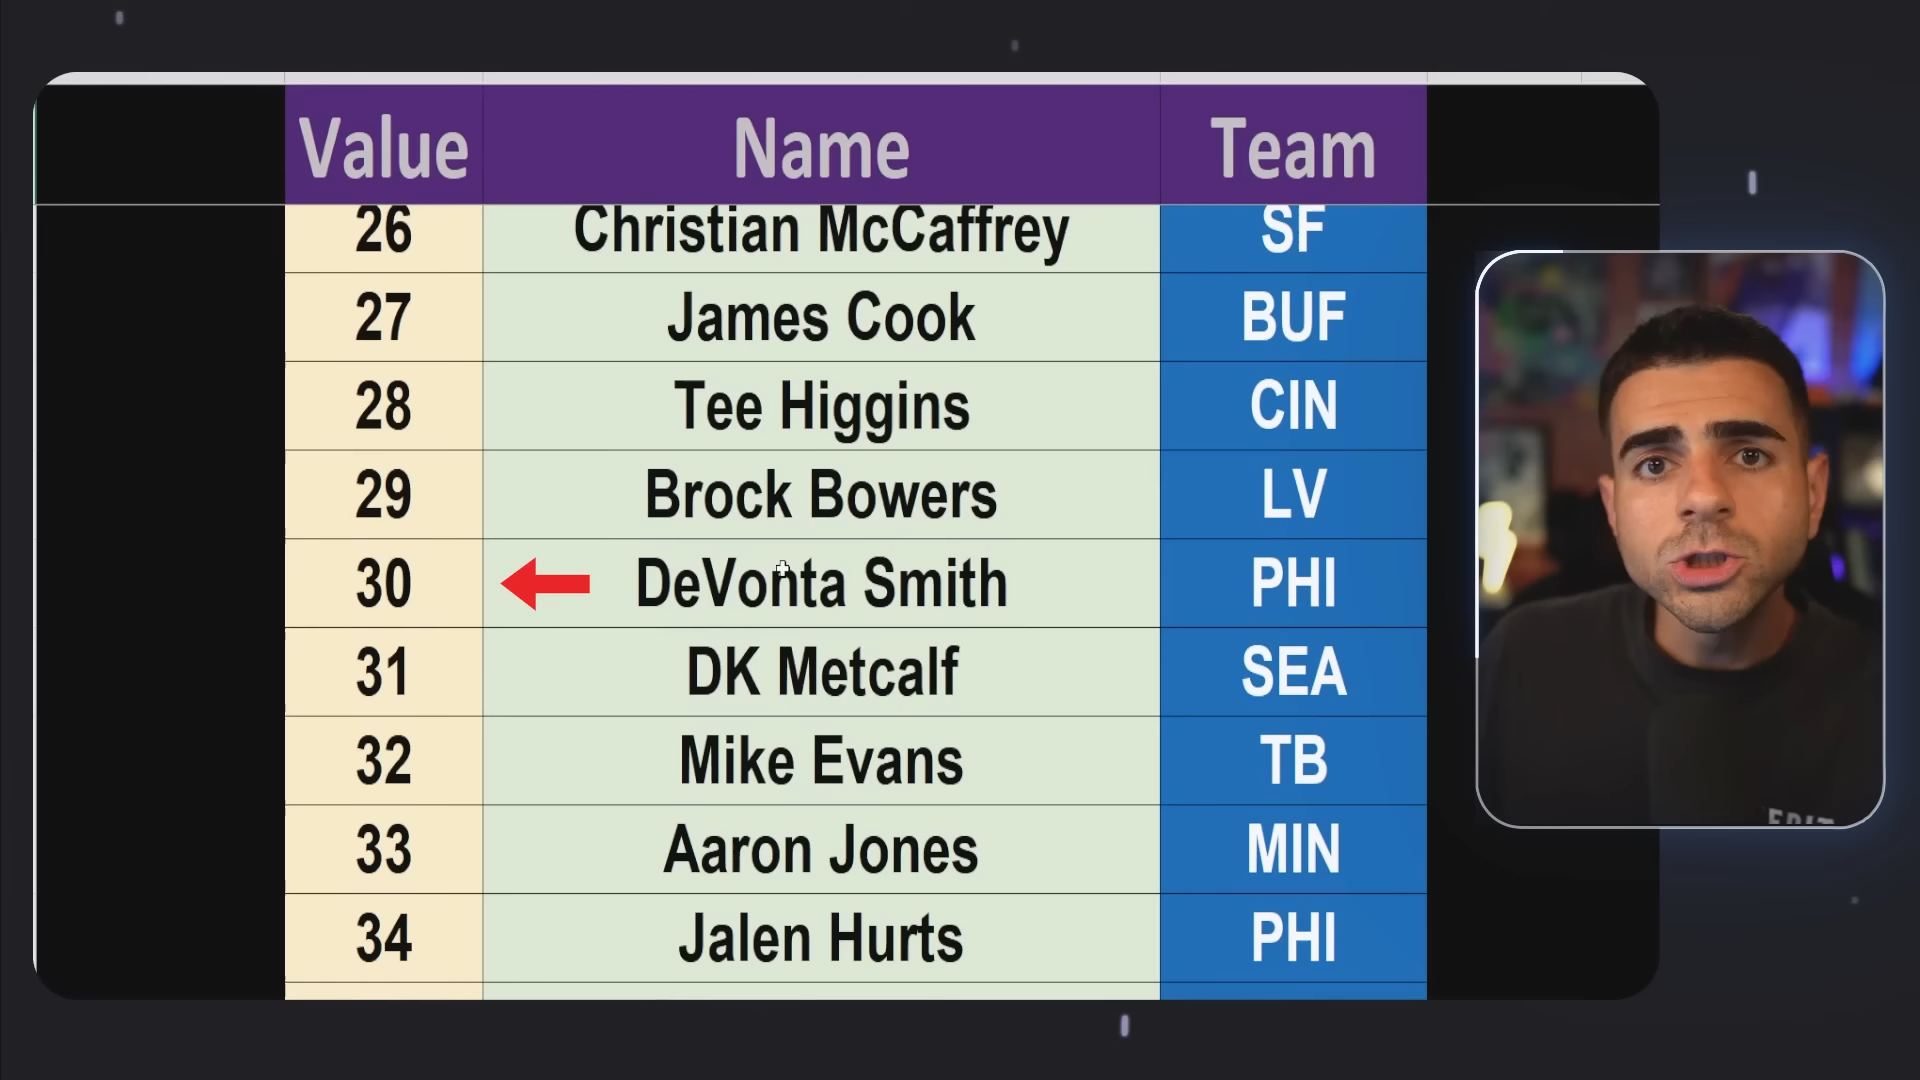 Value Name Team
26 Christian McCaffrey SF
27 James Cook BUF
28 Tee Higgins CIN
29 Brock Bowers LV
30 DeVonta Smith PHI
31 DK Metcalf SEA
32 Mike Evans TB
33 Aaron Jones MIN
34 Jalen Hurts PHI